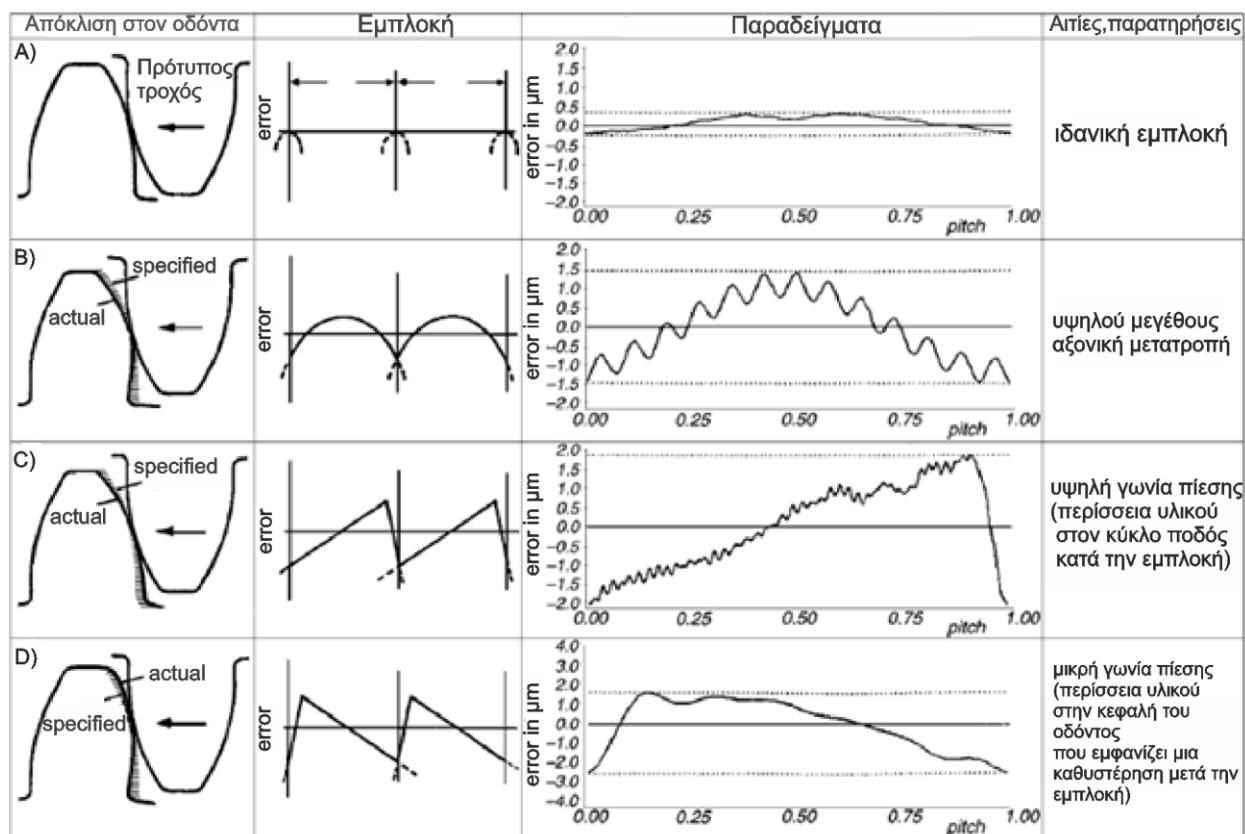 Απόκλιση στον οδόντα
Εμπλοκή
Παραδείγματα
Αιτίες,παρατηρήσεις
A)
Πρότυπος
τροχός
error
error in μm
2.0
1.5
1.0
0.5
0.0
−0.5
−1.0
−1.5
−2.0
0.00 0.25 0.50 0.75 1.00
pitch
ιδανική εμπλοκή
B)
specified
actual
error
error in μm
2.0
1.5
1.0
0.5
0.0
−0.5
−1.0
−1.5
−2.0
0.00 0.25 0.50 0.75 1.00
pitch
υψηλού μεγέθους
αξονική μετατροπή
C)
specified
actual
error
error in μm
2.0
1.5
1.0
0.5
0.0
−0.5
−1.0
−1.5
−2.0
0.00 0.25 0.50 0.75 1.00
pitch
υψηλή γωνία πίεσης
(περίσσεια υλικού
στον κύκλο ποδός
κατά την εμπλοκή)
D)
actual
specified
error
error in μm
4.0
3.0
2.0
1.0
0.0
−1.0
−2.0
−3.0
−4.0
0.00 0.25 0.50 0.75 1.00
pitch
μικρή γωνία πίεσης
(περίσσεια υλικού
στην κεφαλή του
οδόντος
που εμφανίζει μια
καθυστέρηση μετά την
εμπλοκή)